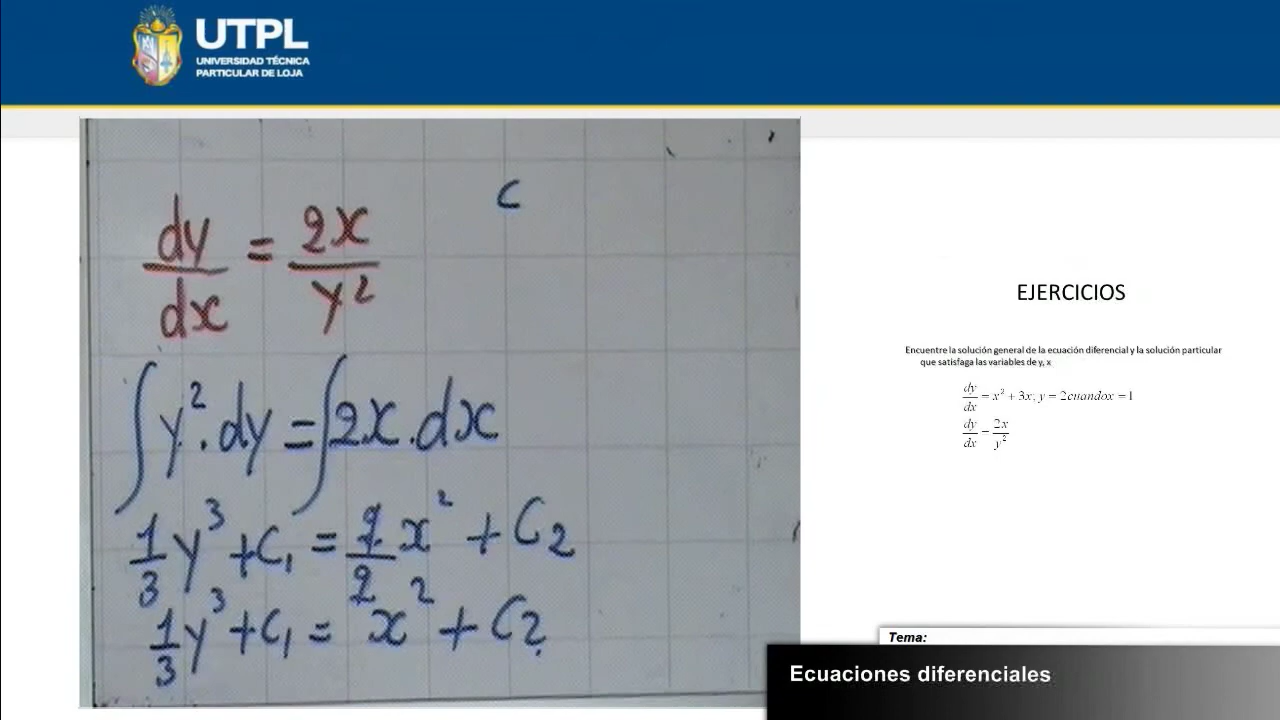 UTPL
UNIVERSIDAD TÉCNICA
PARTICULAR DE LOJA
C
dy/dx = 2x/y²
∫y².dy = ∫2x.dx
1/3 y³ + C₁ = 2/2 x² + C₂
1/3 y³ + C₁ = x² + C₂
EJERCICIOS
Encuentre la solución general de la ecuación diferencial y la solución particular
que satisfaga las variables de y, x
dy/dx = x² + 3x, y = 2cuandox = 1
dy/dx = 2x/y²
Tema:
Ecuaciones diferenciales